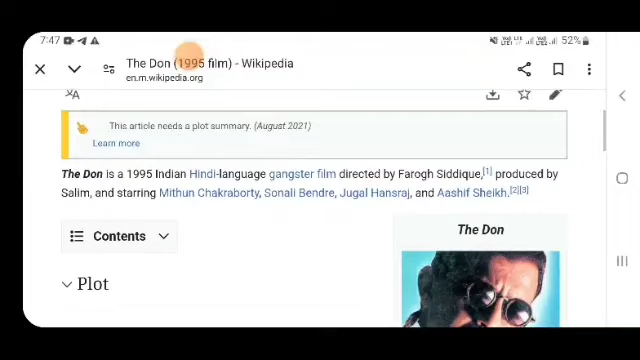 7:47 52%
The Don (1995 film) - Wikipedia
en.m.wikipedia.org
This article needs a plot summary. (August 2021)
Learn more
The Don is a 1995 Indian Hindi-language gangster film directed by Farogh Siddique,[1] produced by
Salim, and starring Mithun Chakraborty, Sonali Bendre, Jugal Hansraj, and Aashif Sheikh.[2][3]
Contents
The Don
Plot